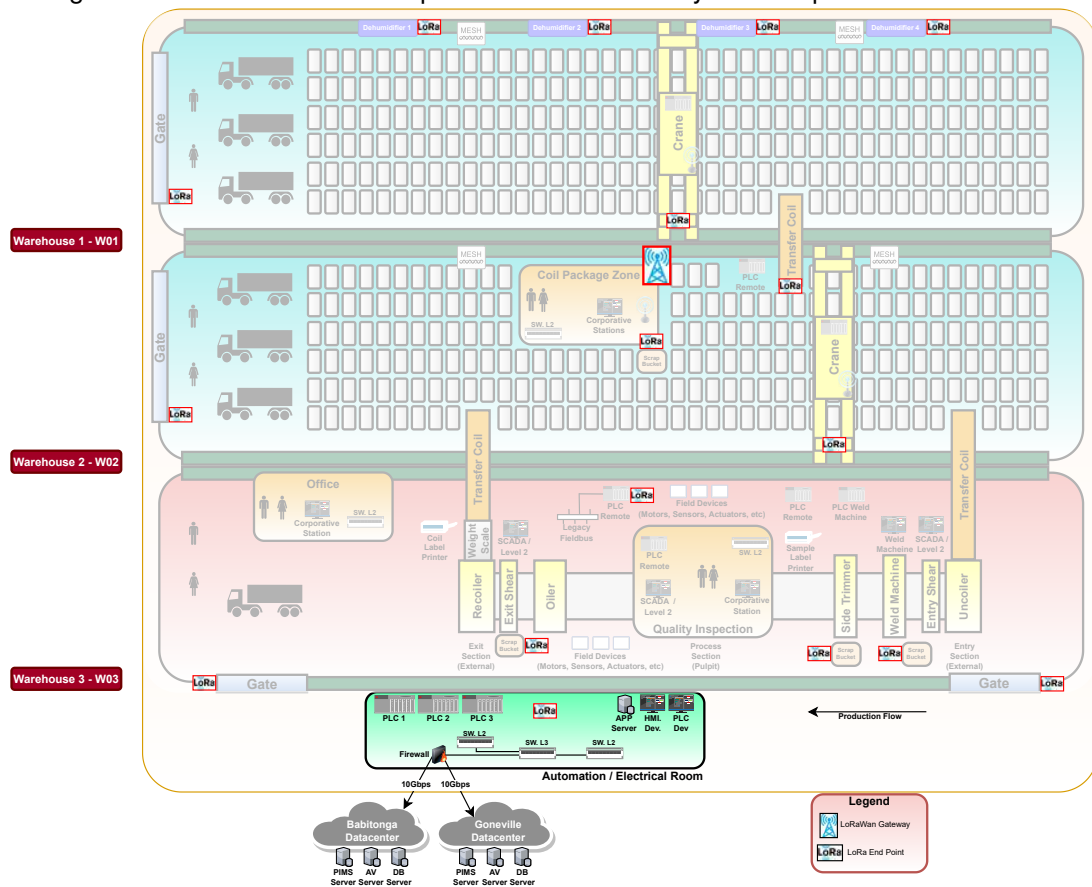 Dehumidifier 1
LoRa
MESH
Dehumidifier 2
LoRa
Dehumidifier 3
LoRa
MESH
Dehumidifier 4
LoRa
Gate
Crane
LoRa
LoRa
Transfer Coil
Warehouse 1 - W01
MESH
Coil Package Zone
PLC
Remote
MESH
LoRa
Gate
Corporative
Stations
SW. L2
LoRa
Scrap
Bucket
Crane
LoRa
LoRa
Transfer Coil
Transfer Coil
Warehouse 2 - W02
Office
SW. L2
Corporative
Station
LoRa
PLC
Remote
Field Devices
(Motors, Sensors, Actuators, etc)
PLC
Remote
PLC Weld
Machine
Legacy
Fieldbus
Coil
Label
Printer
Weight
Scale
SCADA /
Level 2
SW. L2
PLC
Remote
Sample
Label
Printer
Weld
Macheine
SCADA /
Level 2
Recoiler
Exit Shear
Oiler
SCADA /
Level 2
Corporative
Station
Quality Inspection
Side Trimmer
Weld Machine
Entry Shear
Uncoiler
Exit
Section
(External)
Scrap
Bucket
LoRa
Field Devices
(Motors, Sensors, Actuators, etc)
Process
Section
(Pulpit)
LoRa
Scrap
Bucket
LoRa
Scrap
Bucket
Entry
Section
(External)
Warehouse 3 - W03
LoRa
Gate
Gate
LoRa
PLC 1
PLC 2
PLC 3
LoRa
APP
Server
HMI.
Dev.
PLC
Dev
Production Flow
SW. L2
SW. L3
SW. L2
Firewall
Automation / Electrical Room
10Gbps
10Gbps
Babitonga
Datacenter
Goneville
Datacenter
PIMS
Server
AV
Server
DB
Server
PIMS
Server
AV
Server
DB
Server
Legend
LoRaWan Gateway
LoRa
LoRa End Point